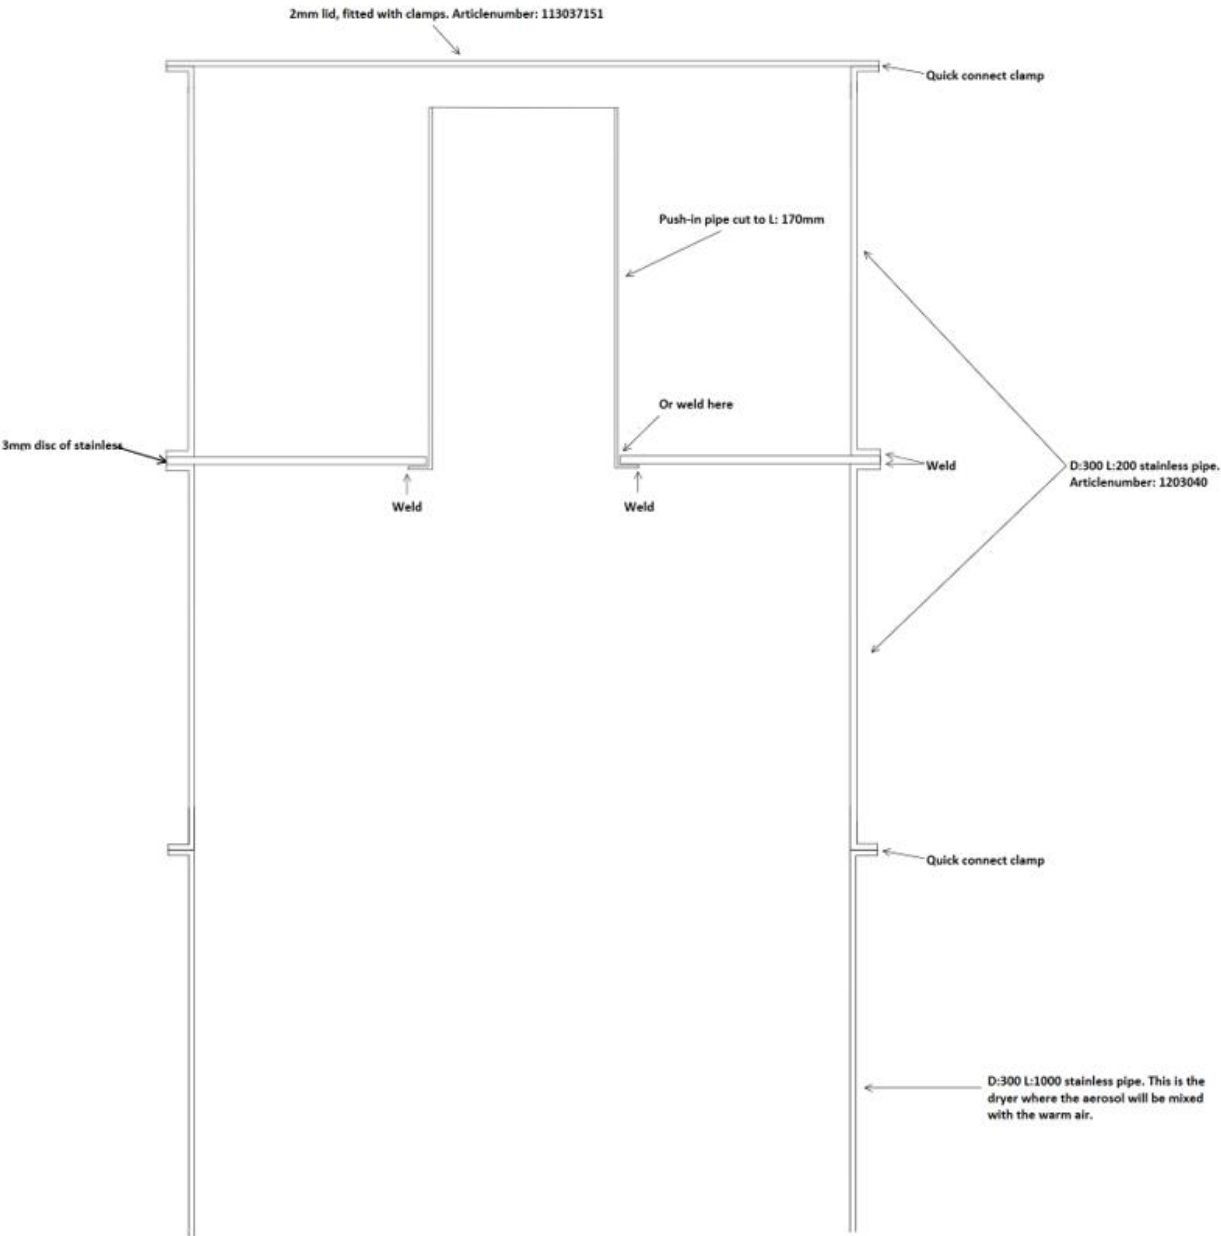 2mm lid, fitted with clamps. Articlenumber: 113037151
Quick connect clamp
Push-in pipe cut to L: 170mm
Or weld here
3mm disc of stainless
Weld
D:300 L:200 stainless pipe.
Articlenumber: 1203040
Weld
Weld
Quick connect clamp
D:300 L:1000 stainless pipe. This is the
dryer where the aerosol will be mixed
with the warm air.